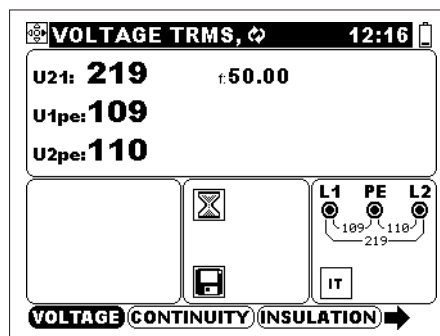 VOLTAGE TRMS, 12:16
U21: 219 f:50.00
U1pe:109
U2pe:110
L1 PE L2
109 110
219
IT
VOLTAGE CONTINUITY INSULATION